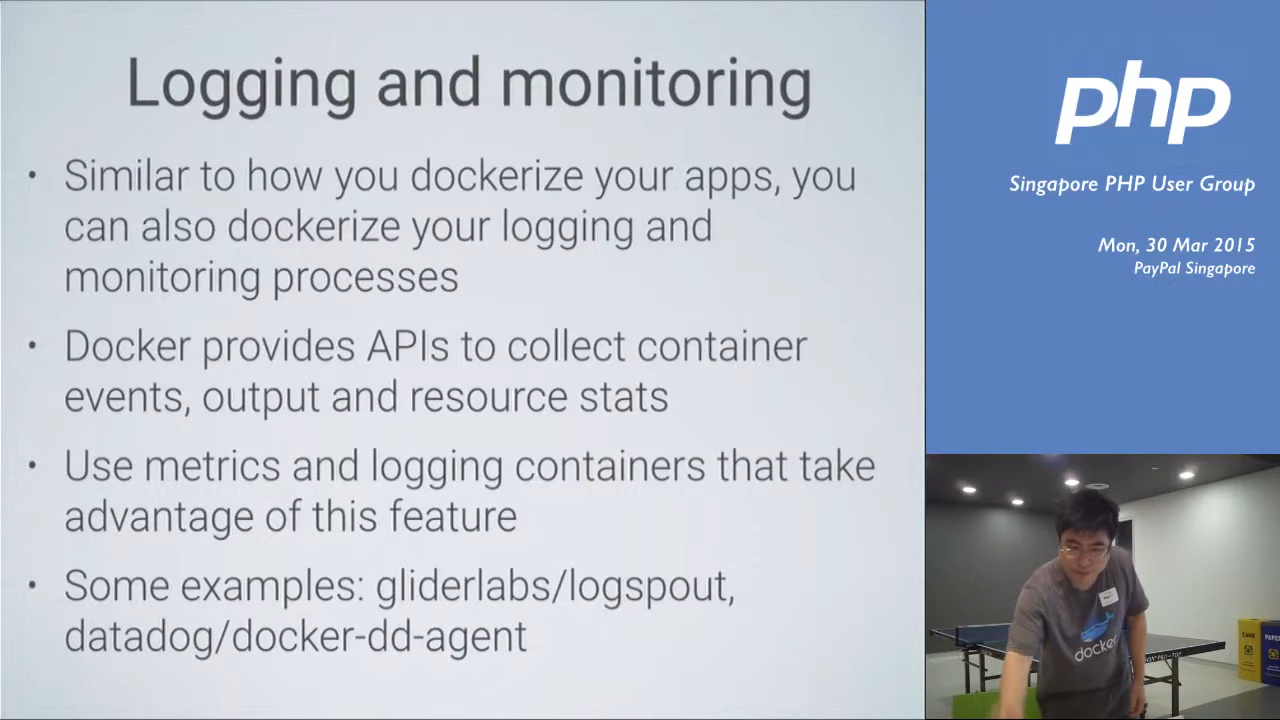 Logging and monitoring
• Similar to how you dockerize your apps, you
can also dockerize your logging and
monitoring processes
• Docker provides APIs to collect container
events, output and resource stats
• Use metrics and logging containers that take
advantage of this feature
• Some examples: gliderlabs/logspout,
datadog/docker-dd-agent
php
Singapore PHP User Group
Mon, 30 Mar 2015
PayPal Singapore
docker
CANS